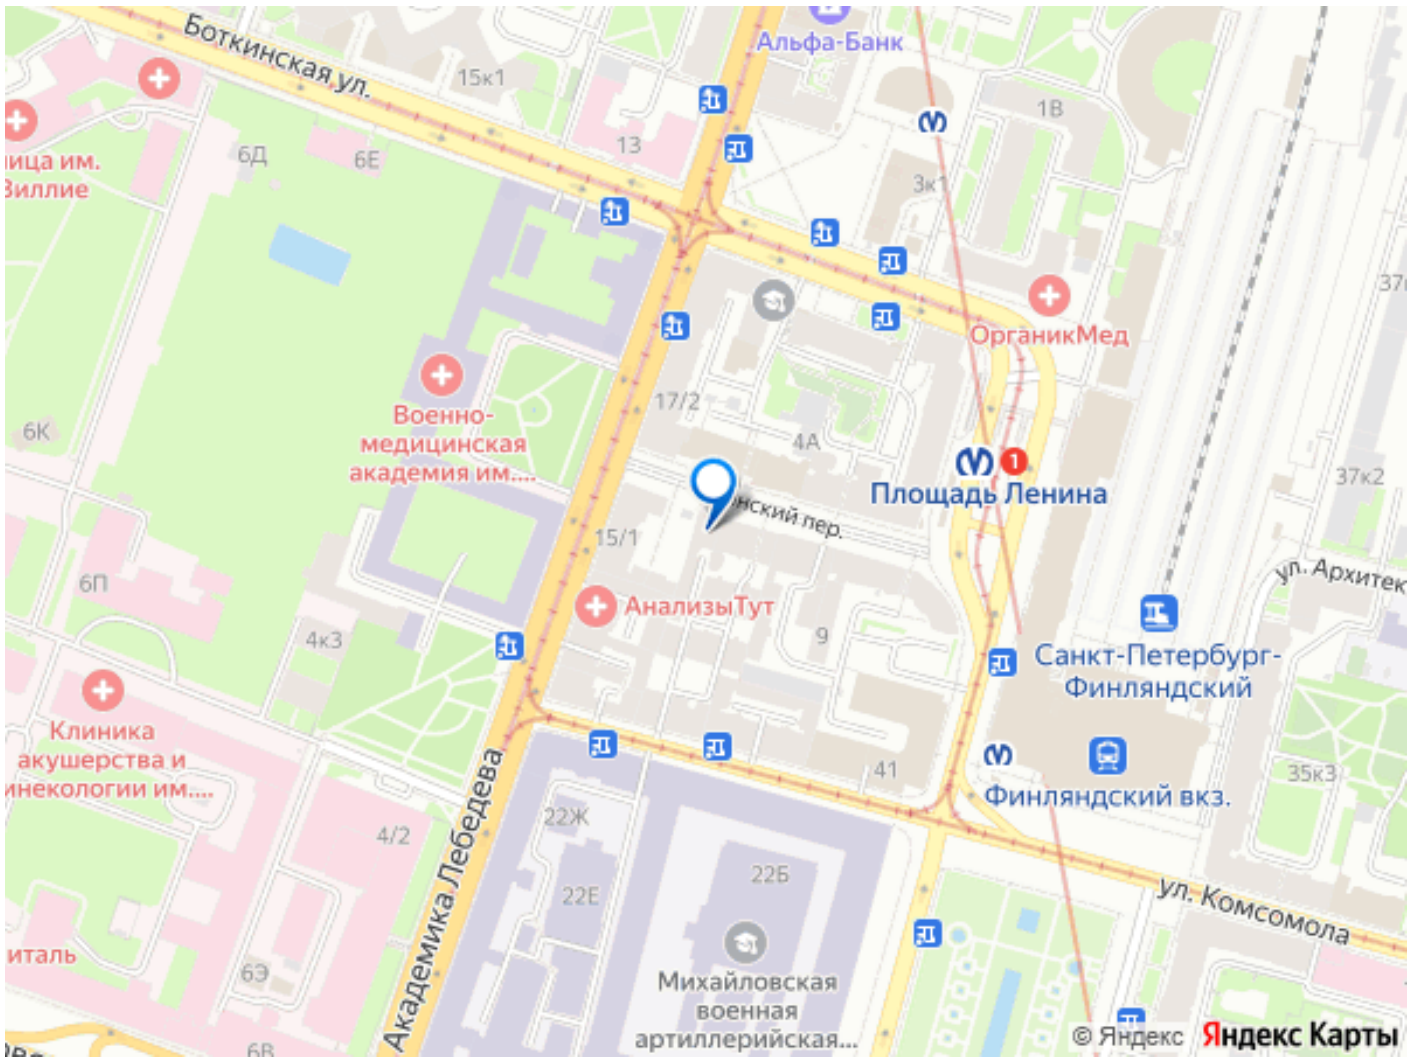 Альфа-Банк
Боткинская ул.
15к1
1В
13
6Д
6Е
ица им.
Виллие
3к1
37
ОрганикМед
17/2
Военно-
медицинская
академия им....
6К
4А
1
Площадь Ленина
37к2
нский пер.
15/1
ул. Архитек
6П
АнализыТут
9
4к3
Санкт-Петербург-
Финляндский
Клиника
акушерства и
инекологии им....
41
35к3
Финляндский вкз.
Академика Лебедева
22Ж
4/2
22Б
22Е
ул. Комсомола
италь
6Э
Михайловская
военная
артиллерийская...
6В
© Яндекс Яндекс Карты